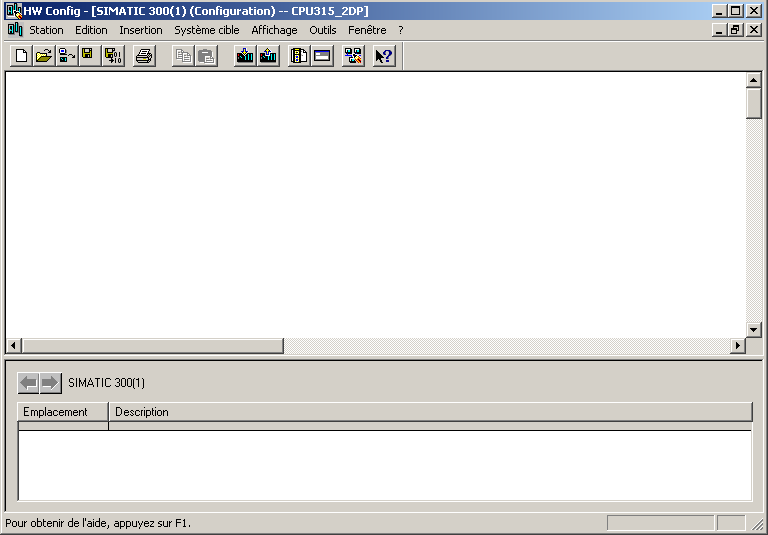 HW Config - [SIMATIC 300(1) (Configuration) -- CPU315_2DP]
Station Edition Insertion Système cible Affichage Outils Fenêtre ?
SIMATIC 300(1)
Emplacement Description
Pour obtenir de l'aide, appuyez sur F1.